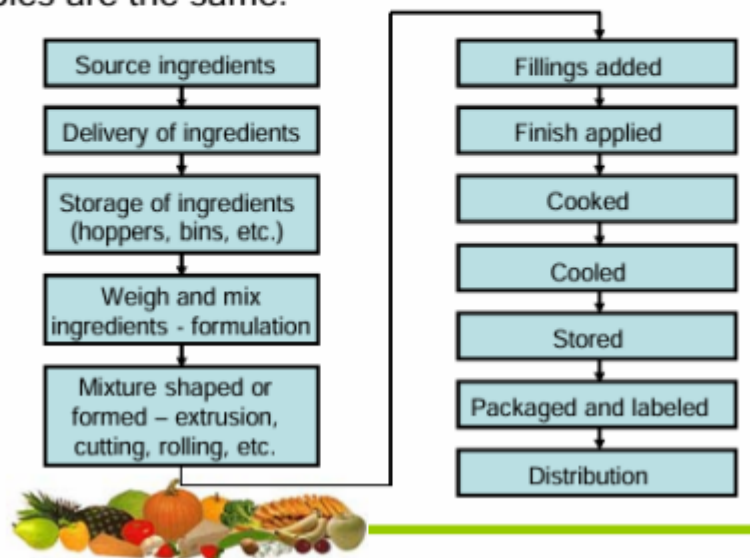 are the same.
Source ingredients
Delivery of ingredients
Storage of ingredients
(hoppers, bins, etc.)
Weigh and mix
ingredients - formulation
Mixture shaped or
formed – extrusion,
cutting, rolling, etc.
Fillings added
Finish applied
Cooked
Cooled
Stored
Packaged and labeled
Distribution